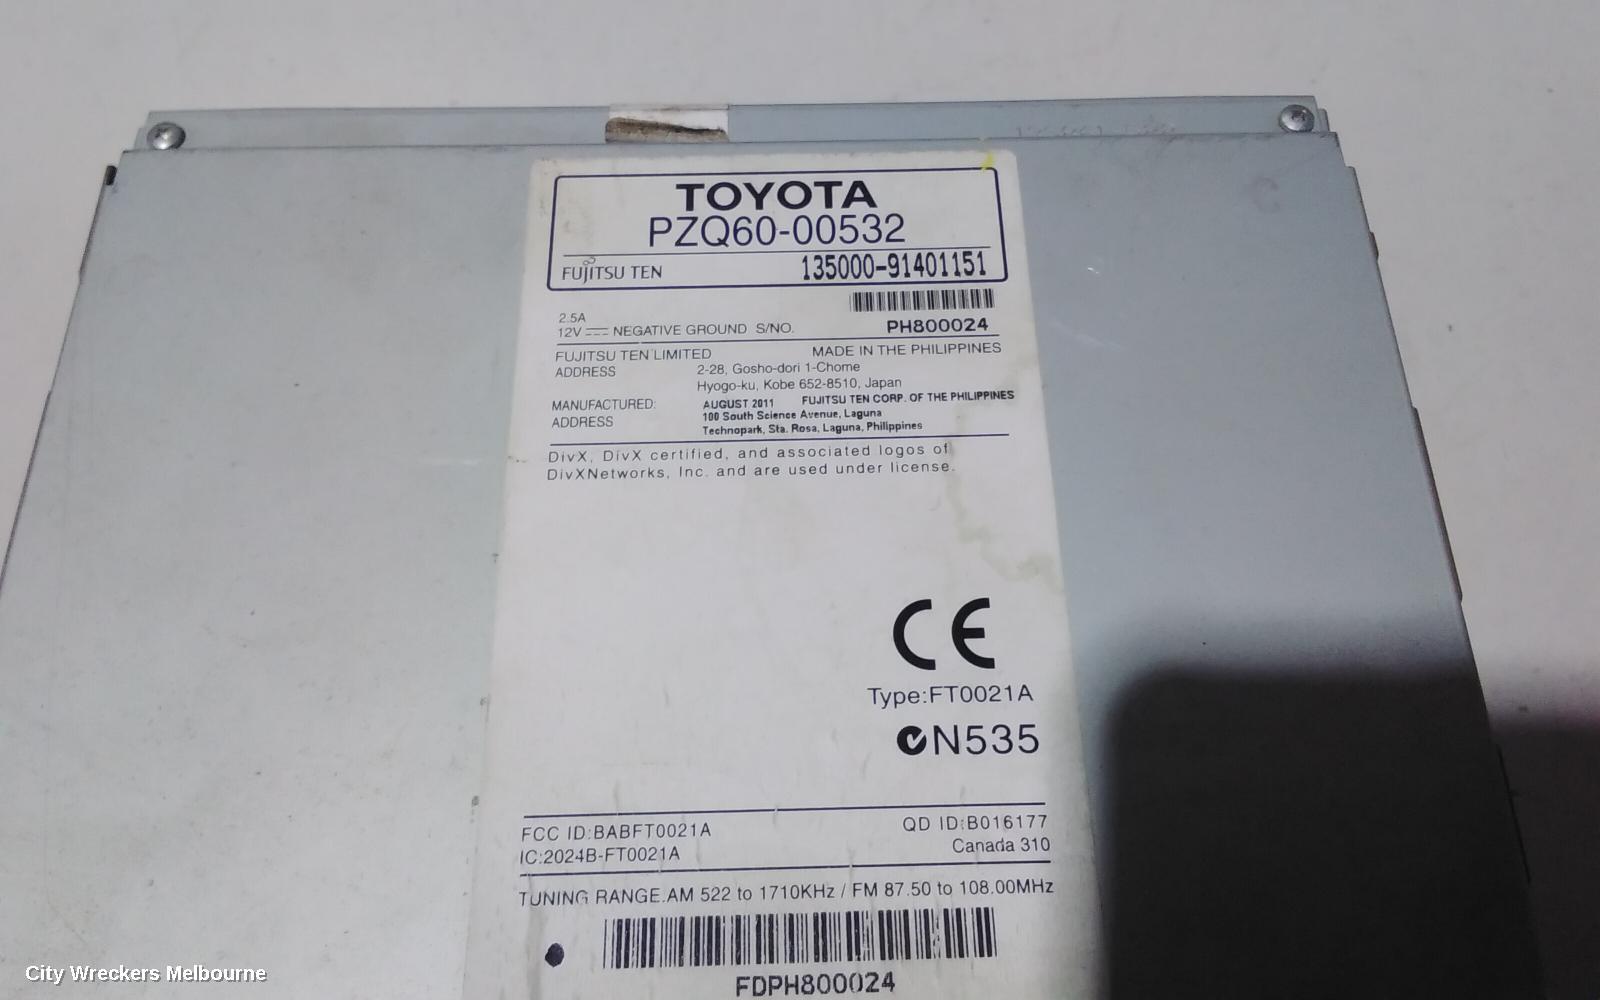 TOYOTA
PZQ60-00532
FUJITSU TEN 135000-91401151
2.5A
12V NEGATIVE GROUND S/NO. PH800024
FUJITSU TEN LIMITED MADE IN THE PHILIPPINES
ADDRESS 2-28, Gosho-dori 1-Chome
Hyogo-ku, Kobe 652-8510, Japan
MANUFACTURED: AUGUST 2011 FUJITSU TEN CORP. OF THE PHILIPPINES
ADDRESS 100 South Science Avenue, Laguna
Technopark, Sta. Rosa, Laguna, Philippines
DivX, DivX certified, and associated logos of
DivXNetworks, Inc. and are used under license.
CE
Type:FT0021A
N535
FCC ID:BABFT0021A QD ID:B016177
IC:2024B-FT0021A Canada 310
TUNING RANGE.AM 522 to 1710KHz / FM 87.50 to 108.00MHz
FDPH800024
City Wreckers Melbourne